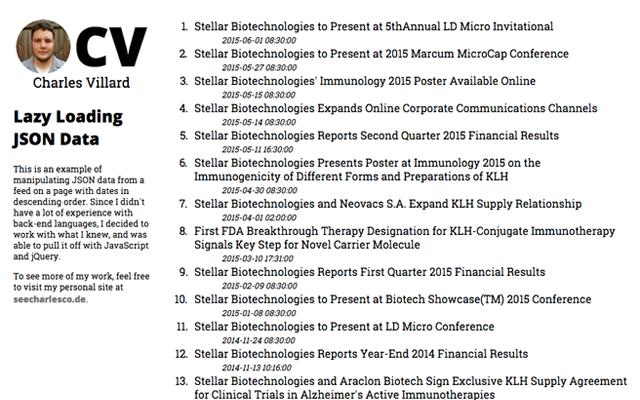 CV
Charles Villard
Lazy Loading
JSON Data
This is an example of
manipulating JSON data from a
feed on a page with dates in
descending order. Since I didn't
have a lot of experience with
back-end languages, I decided to
work with what I knew, and was
able to pull it off with JavaScript
and jQuery.
To see more of my work, feel free
to visit my personal site at
seecharlesco.de.
1. Stellar Biotechnologies to Present at 5thAnnual LD Micro Invitational
2015-06-01 08:30:00
2. Stellar Biotechnologies to Present at 2015 Marcum MicroCap Conference
2015-05-27 08:30:00
3. Stellar Biotechnologies' Immunology 2015 Poster Available Online
2015-05-15 08:30:00
4. Stellar Biotechnologies Expands Online Corporate Communications Channels
2015-05-14 08:30:00
5. Stellar Biotechnologies Reports Second Quarter 2015 Financial Results
2015-05-11 16:30:00
6. Stellar Biotechnologies Presents Poster at Immunology 2015 on the
Immunogenicity of Different Forms and Preparations of KLH
2015-04-30 08:30:00
7. Stellar Biotechnologies and Neovacs S.A. Expand KLH Supply Relationship
2015-04-01 02:00:00
8. First FDA Breakthrough Therapy Designation for KLH-Conjugate Immunotherapy
Signals Key Step for Novel Carrier Molecule
2015-03-10 17:31:00
9. Stellar Biotechnologies Reports First Quarter 2015 Financial Results
2015-02-09 08:30:00
10. Stellar Biotechnologies to Present at Biotech Showcase(TM) 2015 Conference
2015-01-08 08:30:00
11. Stellar Biotechnologies to Present at LD Micro Conference
2014-11-24 08:30:00
12. Stellar Biotechnologies Reports Year-End 2014 Financial Results
2014-11-13 10:16:00
13. Stellar Biotechnologies and Araclon Biotech Sign Exclusive KLH Supply Agreement
for Clinical Trials in Alzheimer's Active Immunotherapies